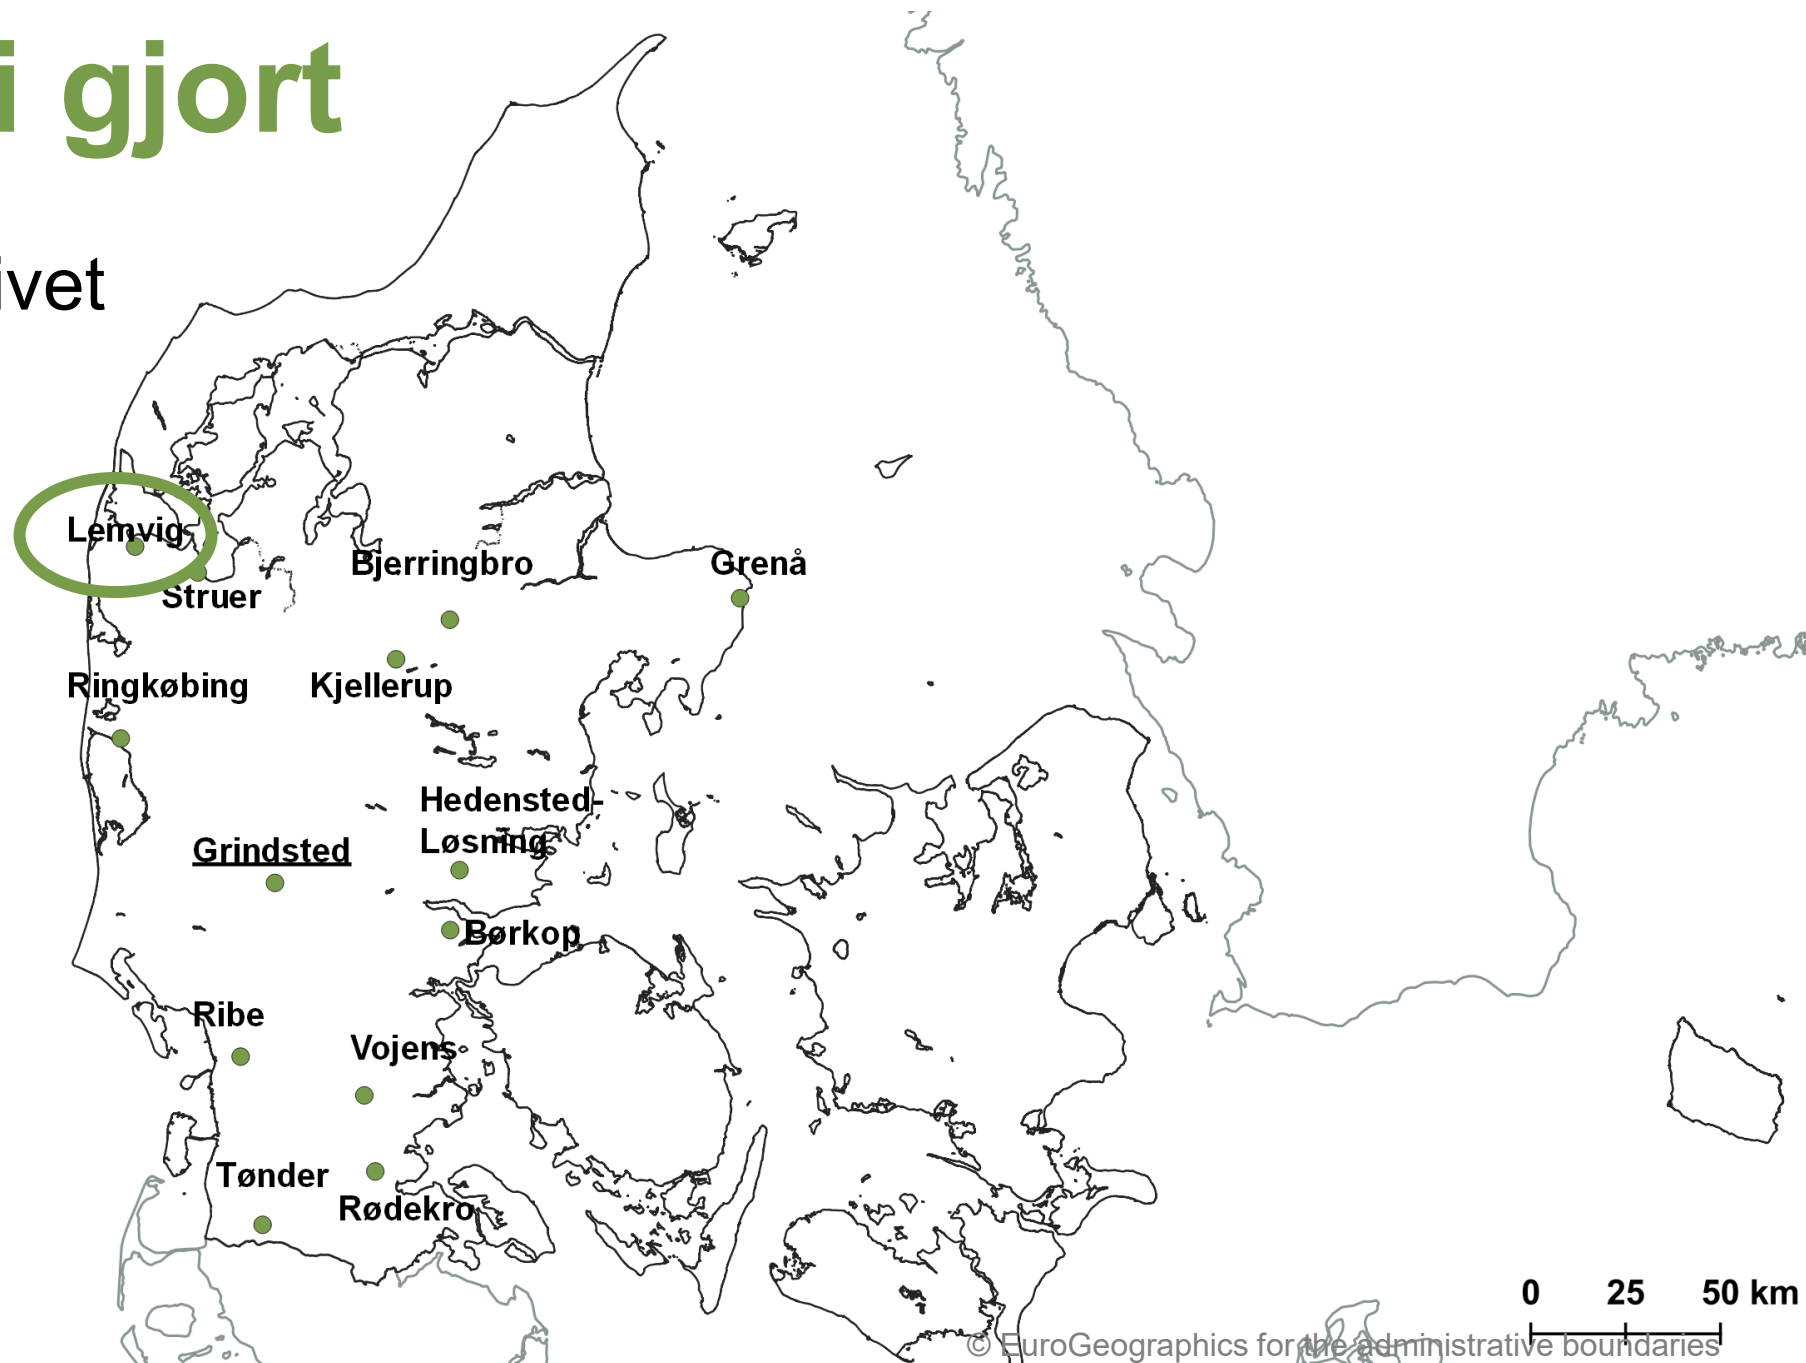 i gjort
ivet
Lemvig
Struer
Bjerringbro
Grenå
Ringkøbing
Kjellerup
Hedensted-
Løsning
Grindsted
Børkop
Ribe
Vojens
Tønder
Rødekro
0 25 50 km
© EuroGeographics for the administrative boundaries